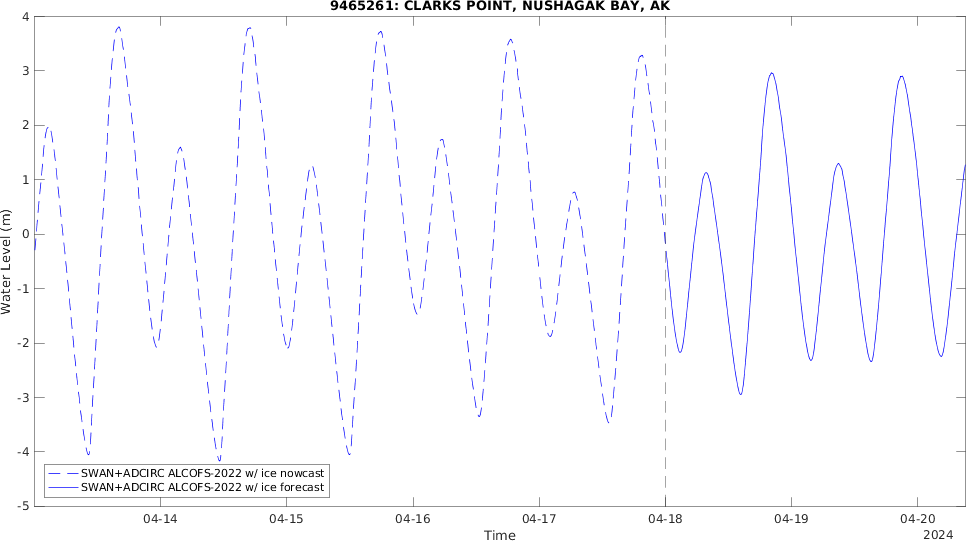 9465261: CLARKS POINT, NUSHAGAK BAY, AK
4
3
2
1
0
-1
-2
-3
-4
-5
Water Level (m)
SWAN+ADCIRC ALCOFS-2022 w/ ice nowcast
SWAN+ADCIRC ALCOFS-2022 w/ ice forecast
04-14 04-15 04-16 04-17 04-18 04-19 04-20
Time
2024